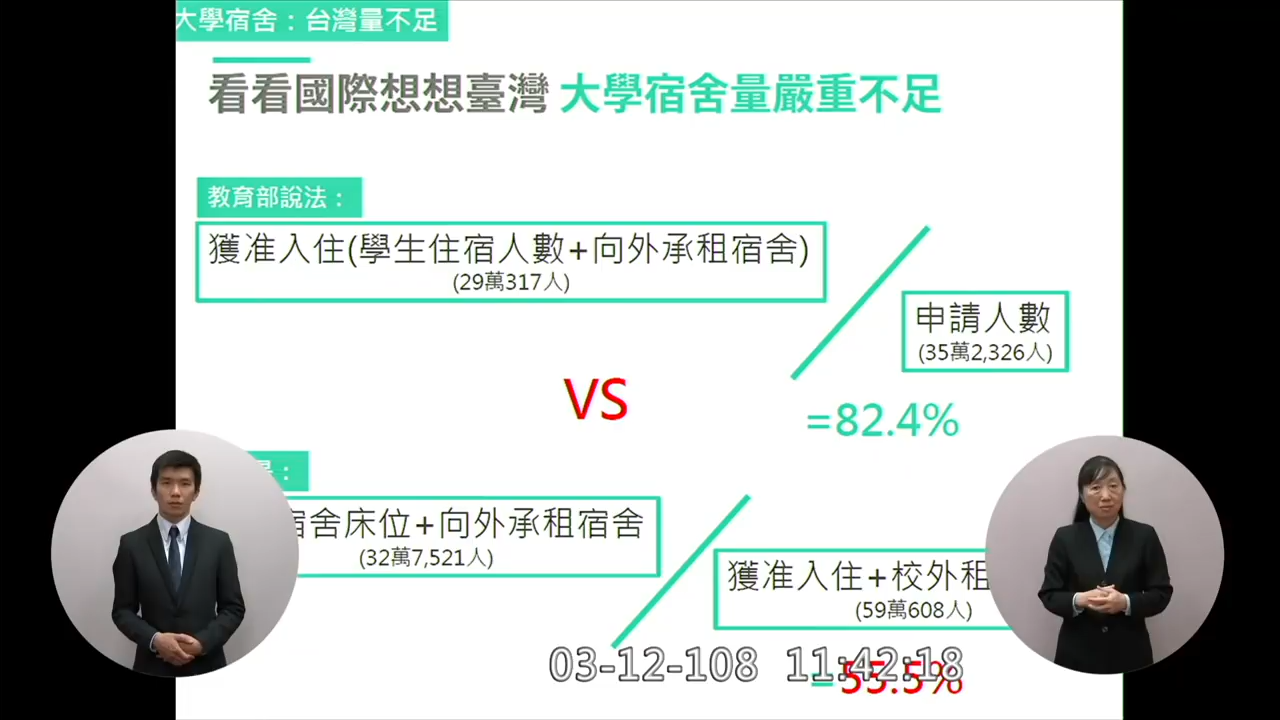 大學宿舍：台灣量不足
看看國際想想臺灣 大學宿舍量嚴重不足
教育部說法：
獲准入住(學生住宿人數+向外承租宿舍)
(29萬317人)
申請人數
(35萬2,326人)
=82.4%
VS
：
宿舍床位+向外承租宿舍
(32萬7,521人)
獲准入住+校外租
(59萬608人)
=55.5%
03-12-108 11:42:18